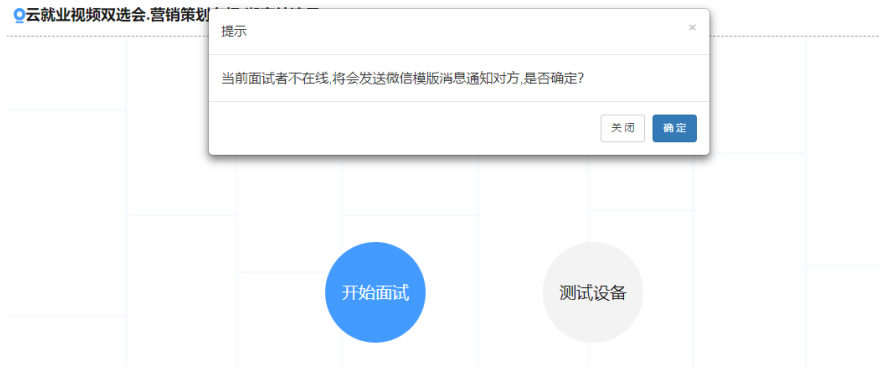 云就业视频双选会.营销策划
提示
×
当前面试者不在线,将会发送微信模版消息通知对方,是否确定?
关闭
确定
开始面试
测试设备